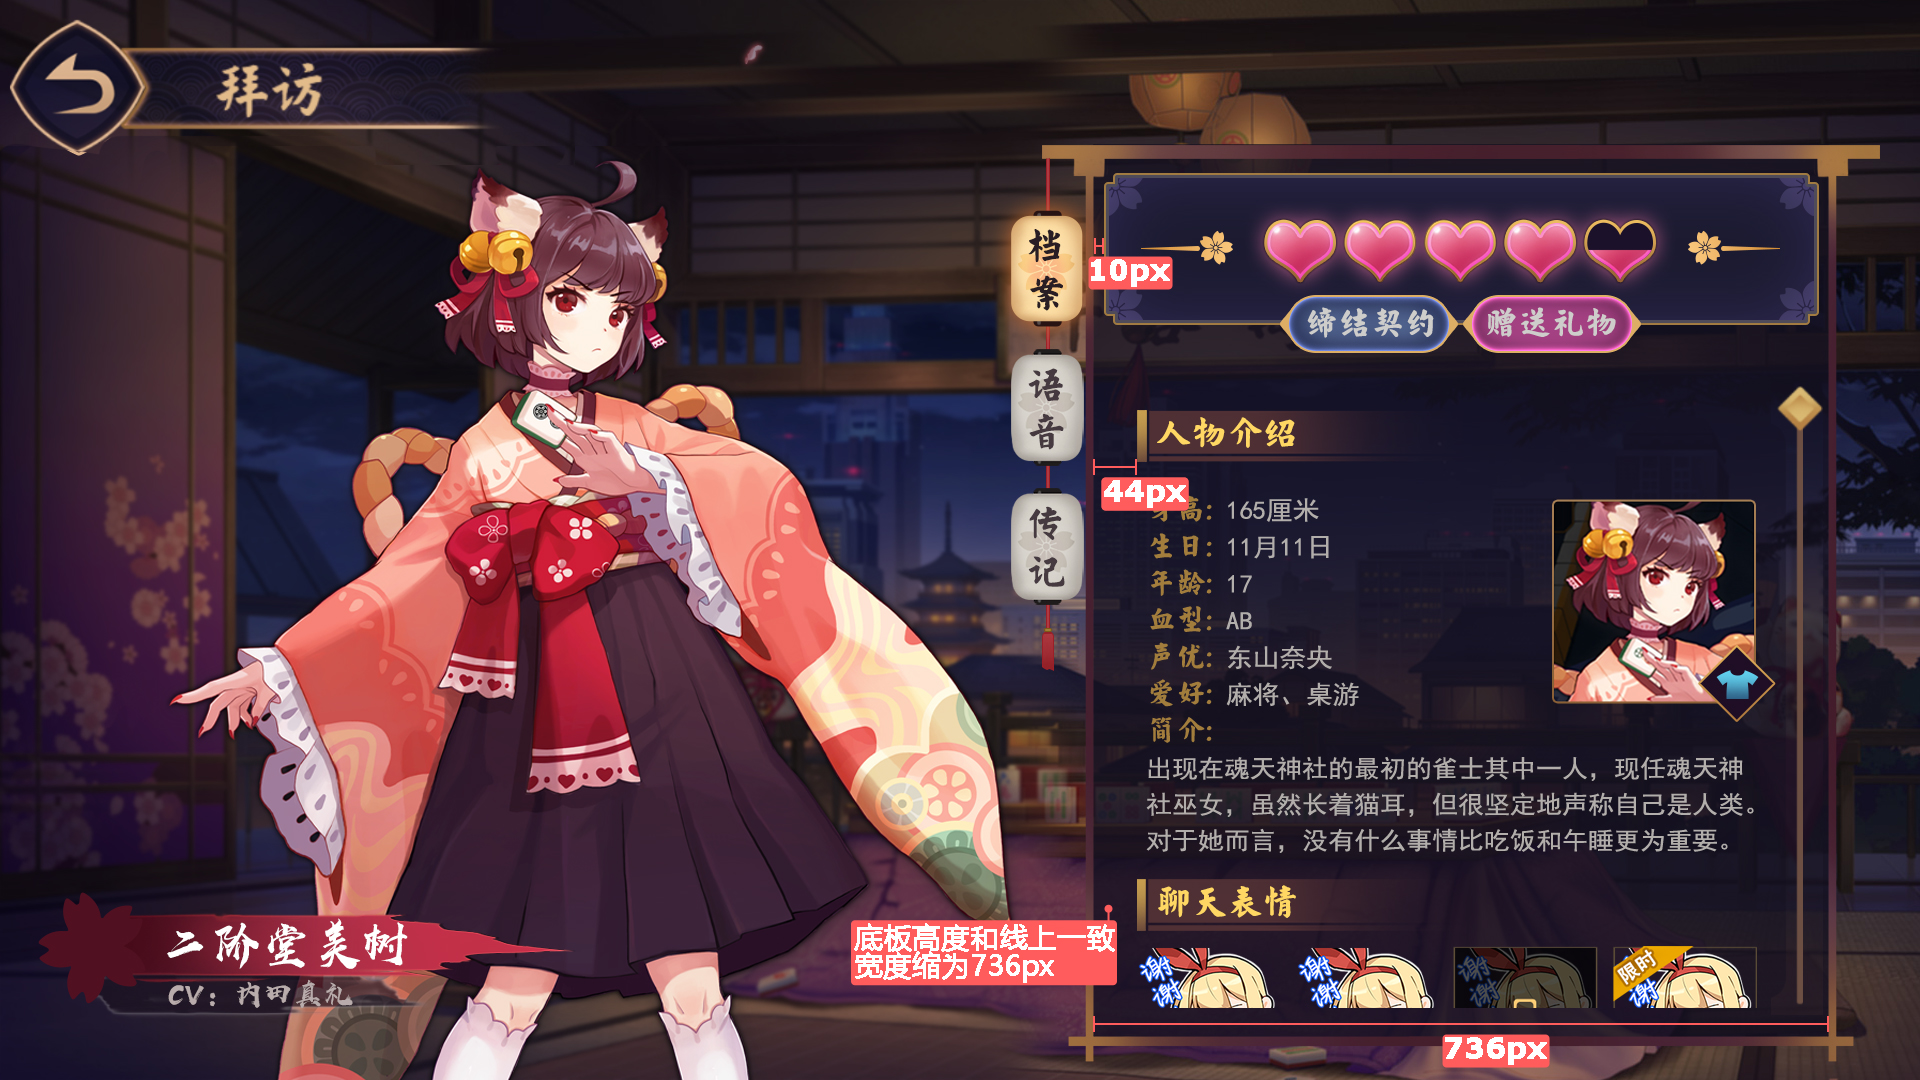 拜访
档案
10px
缔结契约
赠送礼物
语音
人物介绍
44px
身高：165厘米
生日：11月11日
传记
年龄：17
血型：AB
声优：东山奈央
爱好：麻将、桌游
简介：
出现在魂天神社的最初的雀士其中一人，现任魂天神
社巫女，虽然长着猫耳，但很坚定地声称自己是人类。
对于她而言，没有什么事情比吃饭和午睡更为重要。
聊天表情
二阶堂美树
CV：内田真礼
底板高度和线上一致
宽度缩为736px
谢谢
谢谢
谢谢
限时
谢谢
736px